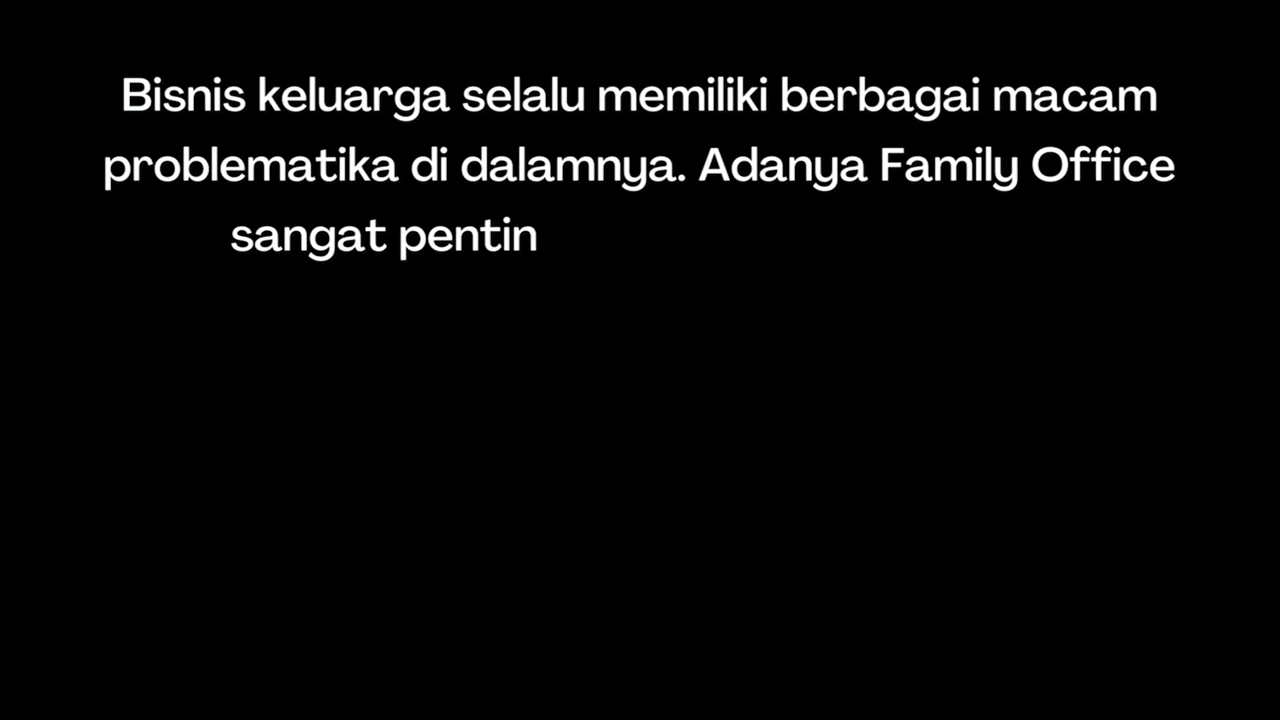 Bisnis keluarga selalu memiliki berbagai macam
problematika di dalamnya. Adanya Family Office
sangat pentin